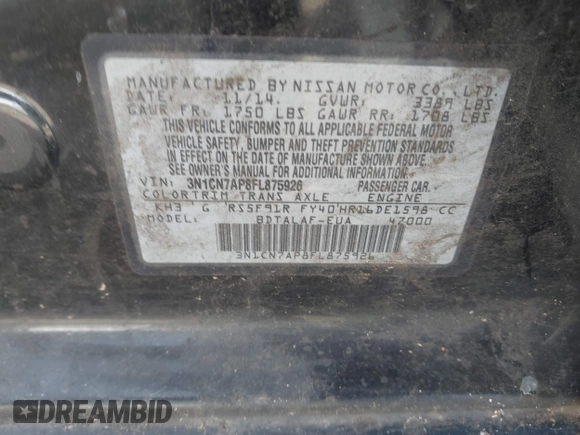 MANUFACTURED BY NISSAN MOTOR CO., LTD.
DATE: 11/14. GVWR: 3389 LBS
GAWR FR: 1750 LBS GAWR RR: 1708 LBS
THIS VEHICLE CONFORMS TO ALL APPLICABLE FEDERAL MOTOR
VEHICLE SAFETY, BUMPER AND THEFT PREVENTION STANDARDS
IN EFFECT ON THE DATE OF MANUFACTURE SHOWN ABOVE. SEE
OWNER'S MANUAL FOR ADDITIONAL INFORMATION.
VIN: 3N1CN7AP8FL875926 PASSENGER CAR
COLOR TRIM TRANS AXLE ENGINE
KH3 G RS5F91R FY40 HR16DE1598 CC
MODEL: BDTALAF-EUA 47000
3N1CN7AP8FL875926
DREAMBID